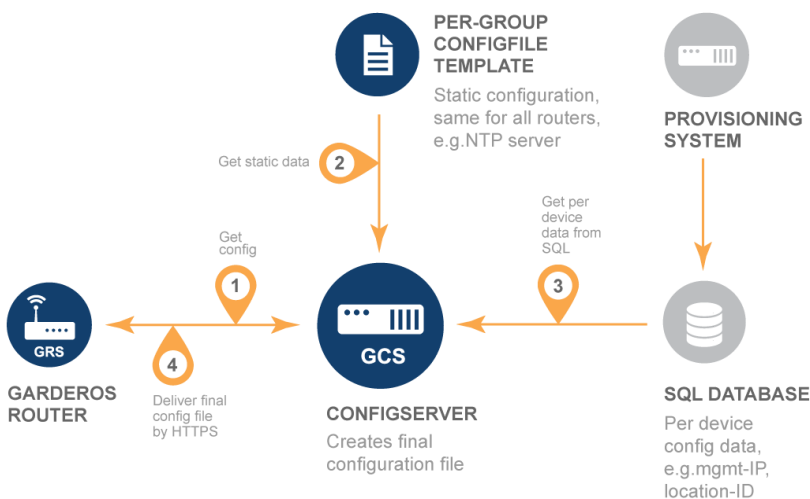 PER-GROUP
CONFIGFILE
TEMPLATE
Static configuration,
same for all routers,
e.g.NTP server
PROVISIONING
SYSTEM
Get static data
2
Get per
device
data from
SQL
3
Get
config
1
GRS
GCS
4
GARDEROS
ROUTER
Deliver final
config file
by HTTPS
CONFIGSERVER
Creates final
configuration file
SQL DATABASE
Per device
config data,
e.g.mgmt-IP,
location-ID